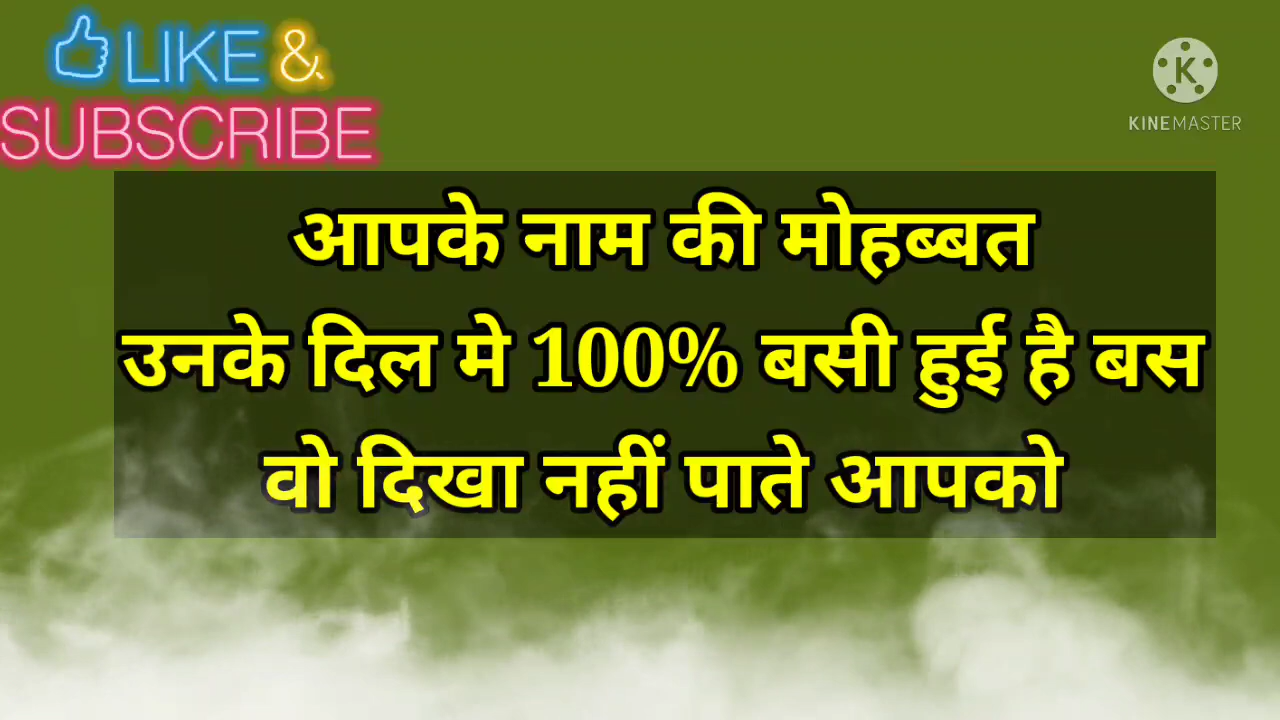 LIKE &
SUBSCRIBE
K
KINEMASTER
आपके नाम की मोहब्बत
उनके दिल मे 100% बसी हुई है बस
वो दिखा नहीं पाते आपको